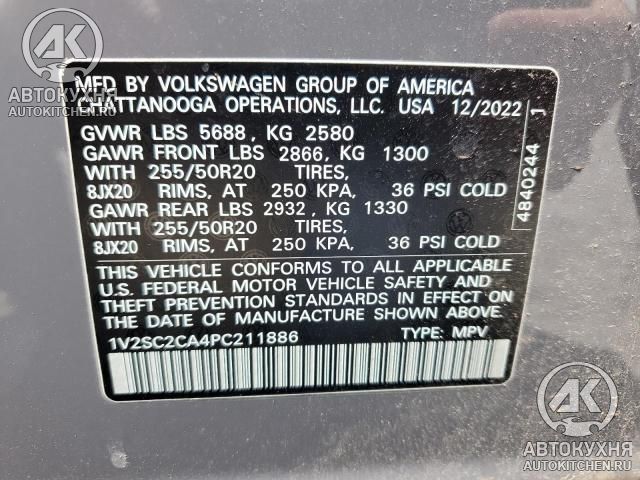 MFD BY VOLKSWAGEN GROUP OF AMERICA
CHATTANOOGA OPERATIONS, LLC. USA 12/2022
GVWR LBS 5688, KG 2580
GAWR FRONT LBS 2866, KG 1300
WITH 255/50R20 TIRES,
8JX20 RIMS, AT 250 KPA, 36 PSI COLD
GAWR REAR LBS 2932, KG 1330
WITH 255/50R20 TIRES,
8JX20 RIMS, AT 250 KPA, 36 PSI COLD
THIS VEHICLE CONFORMS TO ALL APPLICABLE
U.S. FEDERAL MOTOR VEHICLE SAFETY AND
THEFT PREVENTION STANDARDS IN EFFECT ON
THE DATE OF MANUFACTURE SHOWN ABOVE.
1V2SC2CA4PC211886 TYPE: MPV
4840244 1
АК
АВТОКУХНЯ
AUTOKITCHEN.RU
АК
АВТОКУХНЯ
AUTOKITCHEN.RU